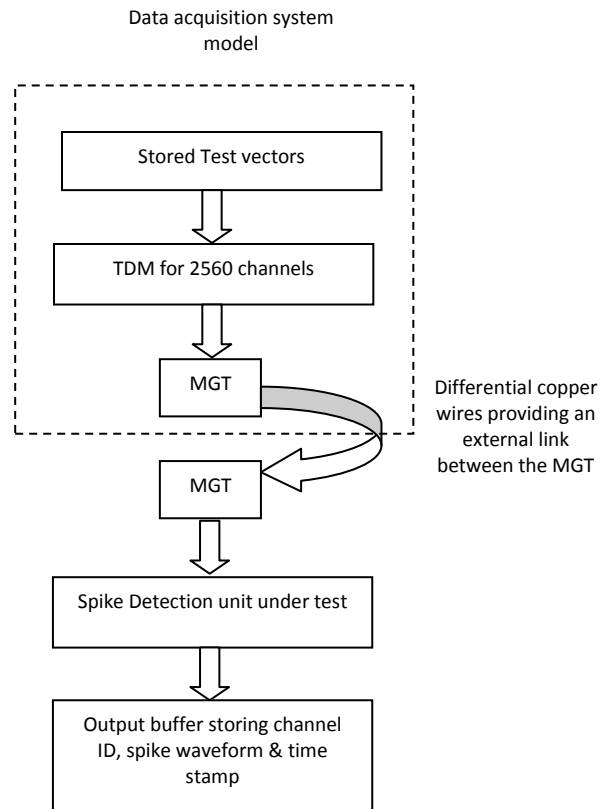 Data acquisition system
model
Stored Test vectors
TDM for 2560 channels
MGT
Differential copper
wires providing an
external link
between the MGT
MGT
Spike Detection unit under test
Output buffer storing channel
ID, spike waveform & time
stamp